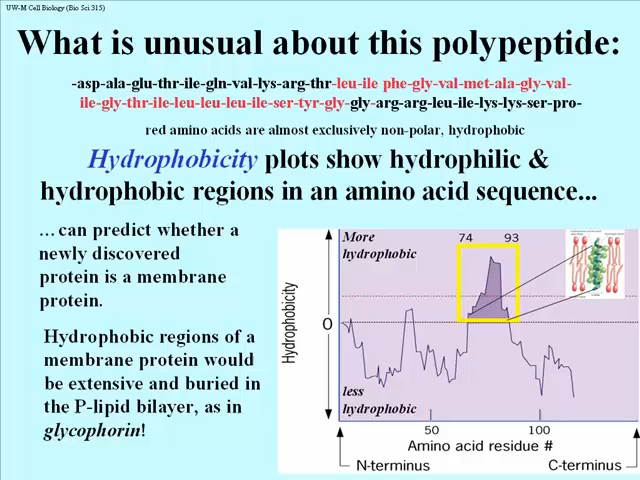 UW-M Cell Biology (Bio Sci 315)
What is unusual about this polypeptide:
-asp-ala-glu-thr-ile-gln-val-lys-arg-thr-leu-ile phe-gly-val-met-ala-gly-val-
ile-gly-thr-ile-leu-leu-leu-ile-ser-tyr-gly-gly-arg-arg-leu-ile-lys-lys-ser-pro-
red amino acids are almost exclusively non-polar, hydrophobic
Hydrophobicity plots show hydrophilic &
hydrophobic regions in an amino acid sequence...
…can predict whether a
newly discovered
protein is a membrane
protein.
Hydrophobic regions of a
membrane protein would
be extensive and buried in
the P-lipid bilayer, as in
glycophorin!
More
hydrophobic
74 93
Hydrophobicity
0
less
hydrophobic
50 100
Amino acid residue #
N-terminus C-terminus